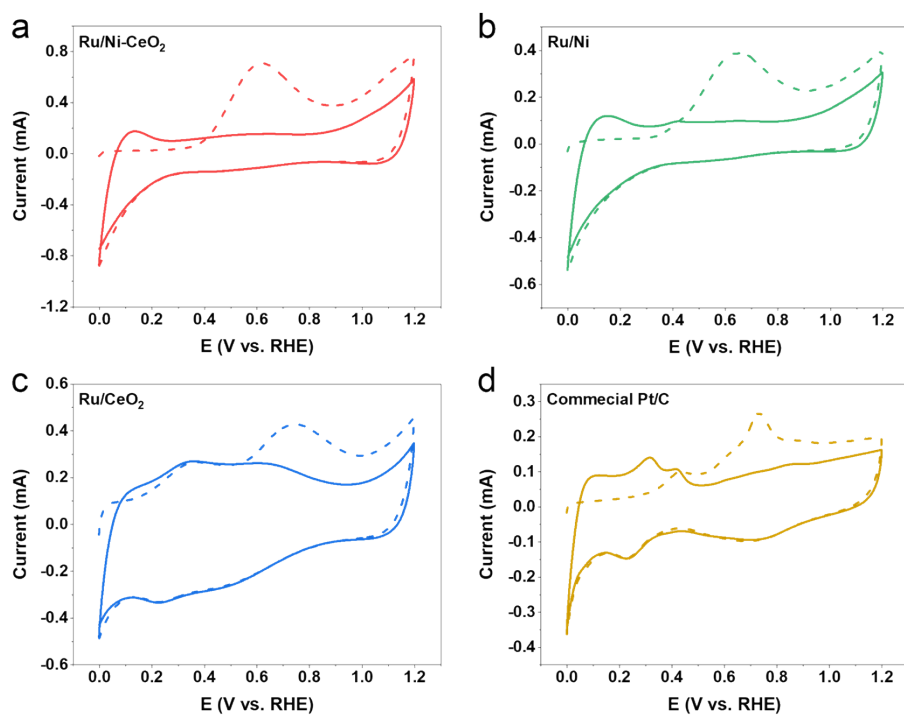 a
Ru/Ni-CeO₂
Current (mA)
0.8
0.4
0.0
-0.4
-0.8
-1.2
0.0 0.2 0.4 0.6 0.8 1.0 1.2
E (V vs. RHE)
b
Ru/Ni
Current (mA)
0.4
0.2
0.0
-0.2
-0.4
-0.6
0.0 0.2 0.4 0.6 0.8 1.0 1.2
E (V vs. RHE)
c
Ru/CeO₂
Current (mA)
0.6
0.4
0.2
0.0
-0.2
-0.4
-0.6
0.0 0.2 0.4 0.6 0.8 1.0 1.2
E (V vs. RHE)
d
Commecial Pt/C
Current (mA)
0.3
0.2
0.1
0.0
-0.1
-0.2
-0.3
-0.4
0.0 0.2 0.4 0.6 0.8 1.0 1.2
E (V vs. RHE)